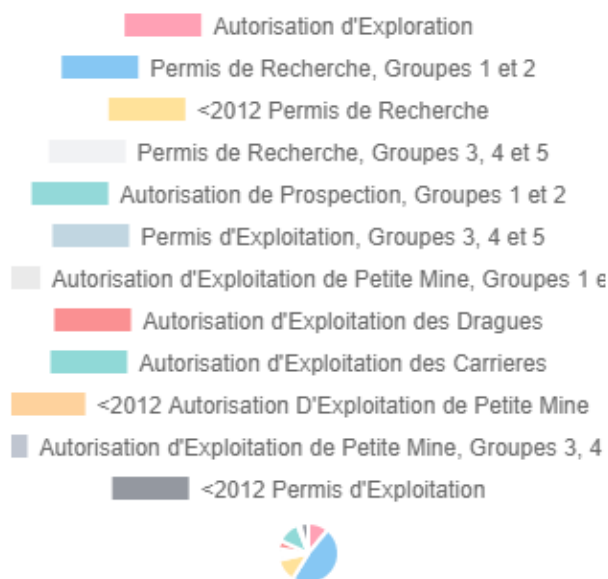 Autorisation d'Exploration
Permis de Recherche, Groupes 1 et 2
<2012 Permis de Recherche
Permis de Recherche, Groupes 3, 4 et 5
Autorisation de Prospection, Groupes 1 et 2
Permis d'Exploitation, Groupes 3, 4 et 5
Autorisation d'Exploitation de Petite Mine, Groupes 1 e
Autorisation d'Exploitation des Dragues
Autorisation d'Exploitation des Carrieres
<2012 Autorisation D'Exploitation de Petite Mine
Autorisation d'Exploitation de Petite Mine, Groupes 3, 4
<2012 Permis d'Exploitation